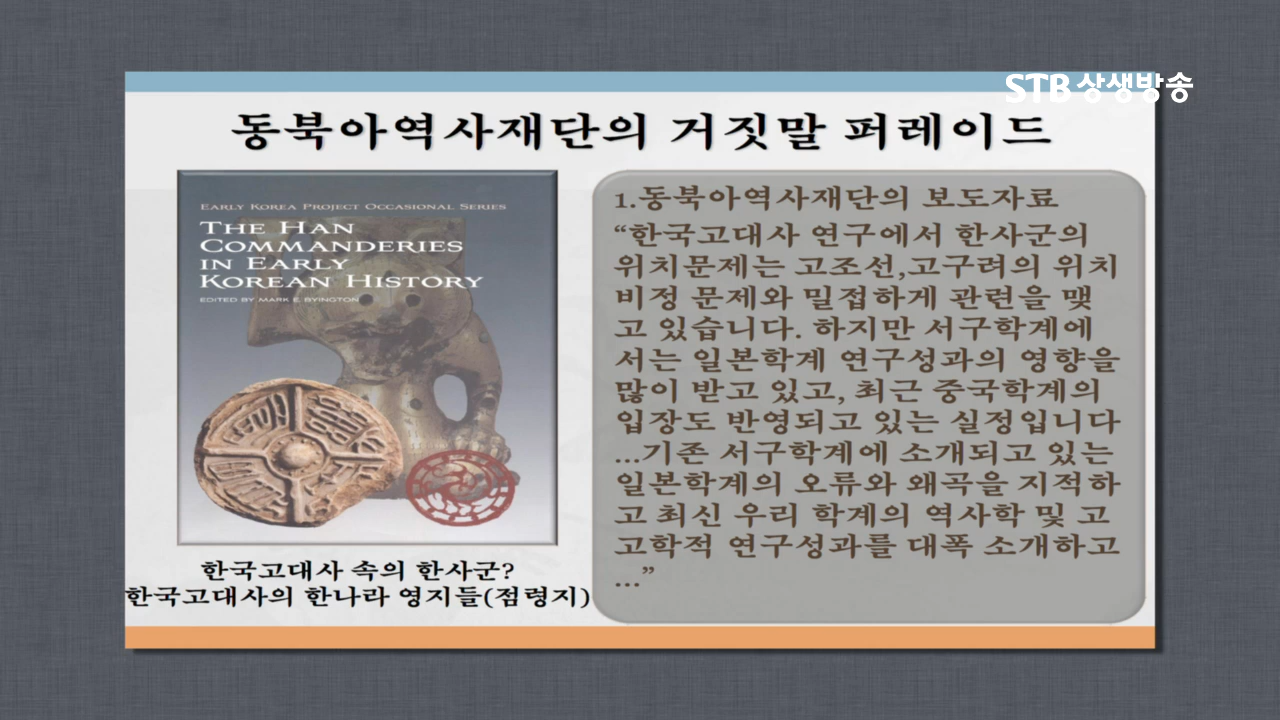 STB 상생방송
동북아역사재단의 거짓말 퍼레이드
EARLY KOREA PROJECT OCCASIONAL SERIES
THE HAN
COMMANDERIES
IN EARLY
KOREAN HISTORY
EDITED BY MARK E. BYINGTON
한국고대사 속의 한사군?
한국고대사의 한나라 영지들(점령지)
1.동북아역사재단의 보도자료
“한국고대사 연구에서 한사군의
위치문제는 고조선,고구려의 위치
비정 문제와 밀접하게 관련을 맺
고 있습니다. 하지만 서구학계에
서는 일본학계 연구성과의 영향을
많이 받고 있고, 최근 중국학계의
입장도 반영되고 있는 실정입니다
...기존 서구학계에 소개되고 있는
일본학계의 오류와 왜곡을 지적하
고 최신 우리 학계의 역사학 및 고
고학적 연구성과를 대폭 소개하고
...”